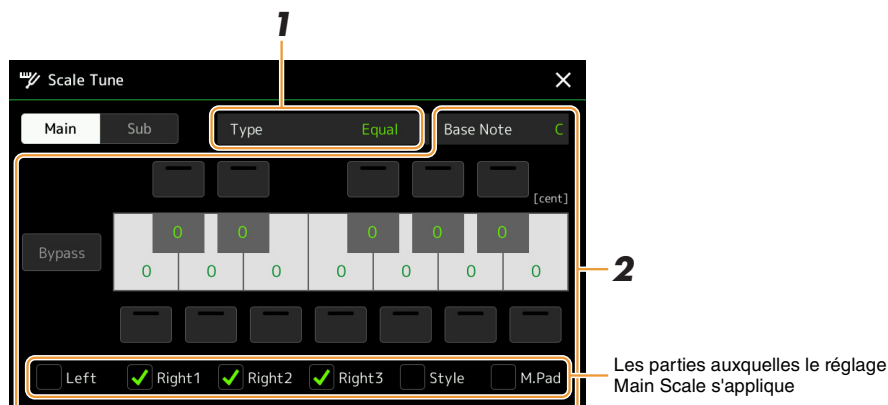 1
Scale Tune
Main Sub Type Equal Base Note C
[cent]
0 0 0 0 0
Bypass
0 0 0 0 0 0 0
2
Left Right1 Right2 Right3 Style M.Pad
Les parties auxquelles le réglage
Main Scale s'applique